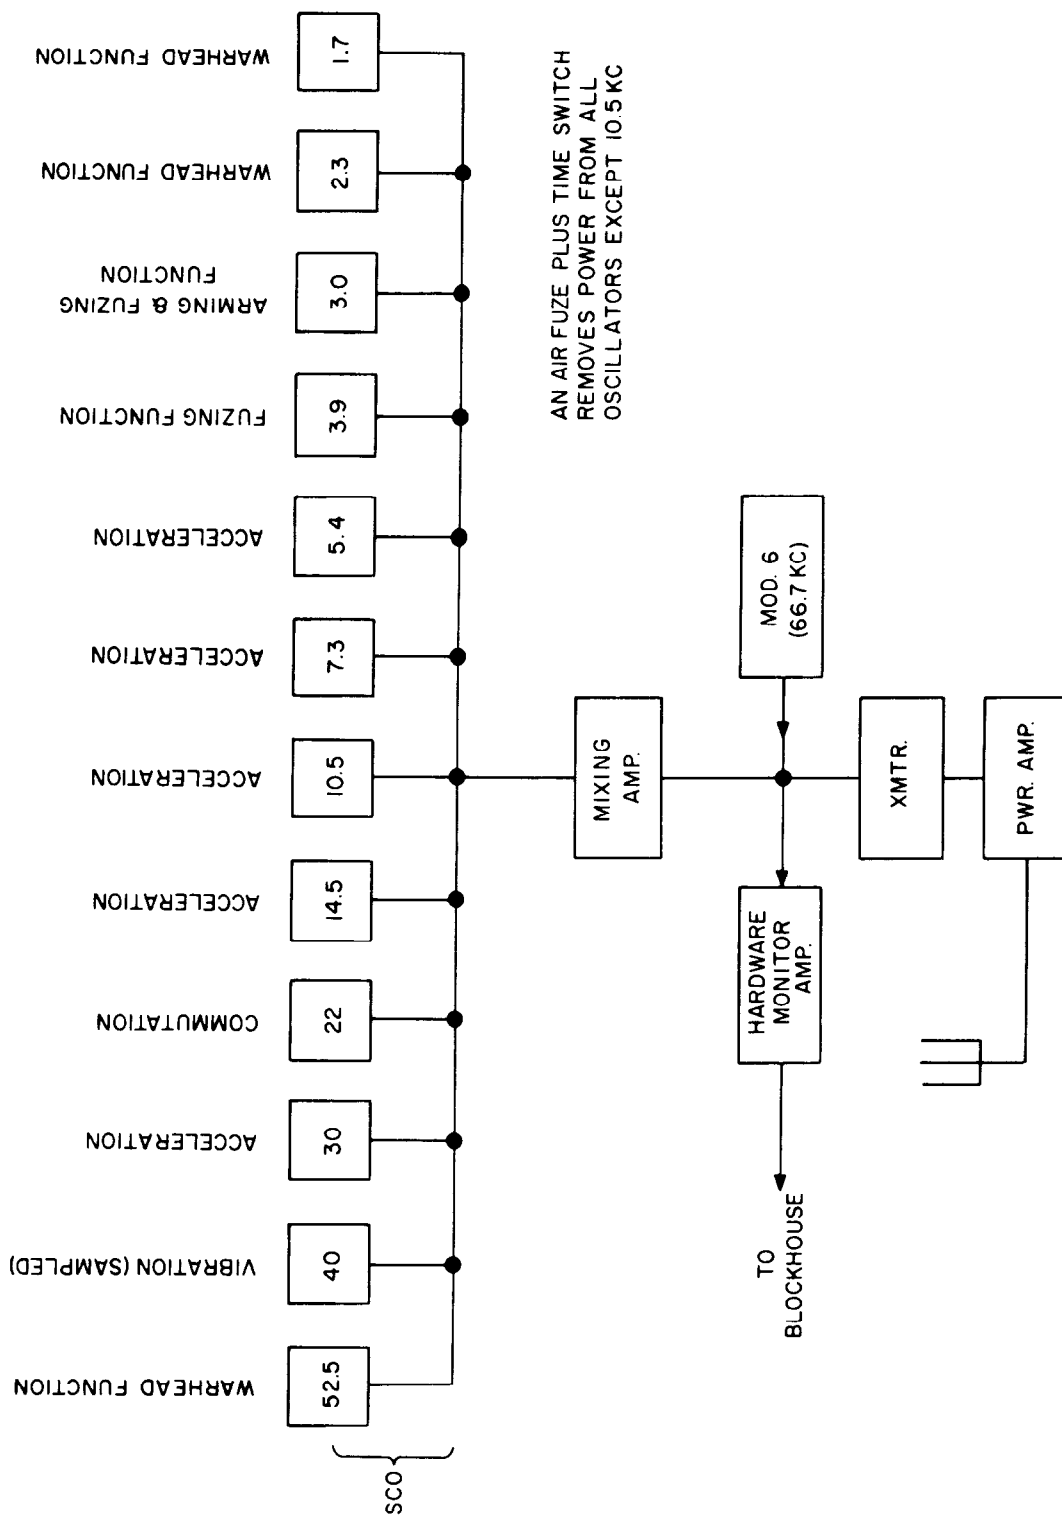 WARHEAD FUNCTION
VIBRATION (SAMPLED)
ACCELERATION
COMMUTATION
ACCELERATION
ACCELERATION
ACCELERATION
ACCELERATION
FUZING FUNCTION
ARMING & FUZING
FUNCTION
WARHEAD FUNCTION
WARHEAD FUNCTION
SCO
52.5
40
30
22
14.5
10.5
7.3
5.4
3.9
3.0
2.3
1.7
AN AIR FUZE PLUS TIME SWITCH
REMOVES POWER FROM ALL
OSCILLATORS EXCEPT 10.5 KC
MIXING
AMP.
TO
BLOCKHOUSE
HARDWARE
MONITOR
AMP.
MOD. 6
(66.7 KC)
XMTR.
PWR. AMP.